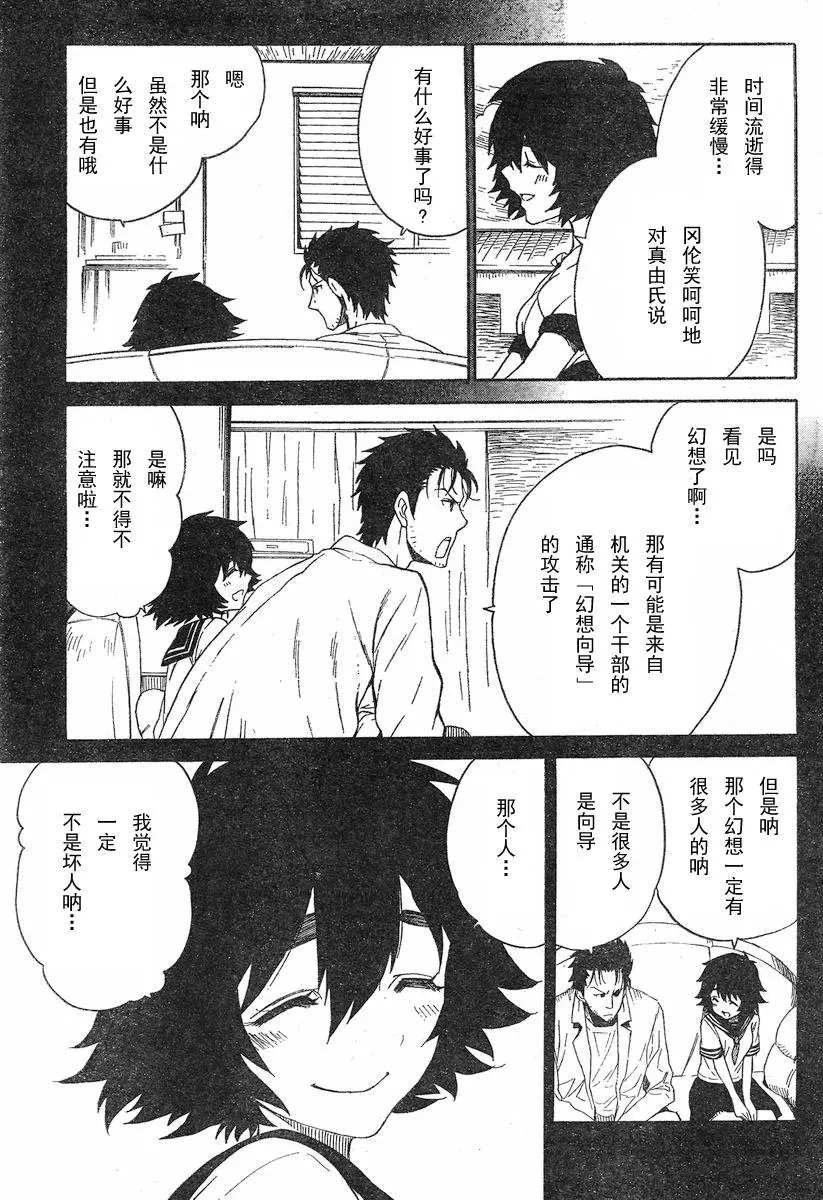 时间流逝得
非常缓慢…
冈伦笑呵呵地
对真由氏说
有什么好事了吗？
嗯
那个呐
虽然不是什
么好事
但是也有哦
是吗
看见
幻想了啊…
那有可能是来自
机关的一个干部的
通称「幻想向导」
的攻击了
是嘛
那就不得不
注意啦…
但是呐
那个幻想一定有
很多人的呐
不是很多人
是向导
那个人…
我觉得
一定
不是坏人呐…